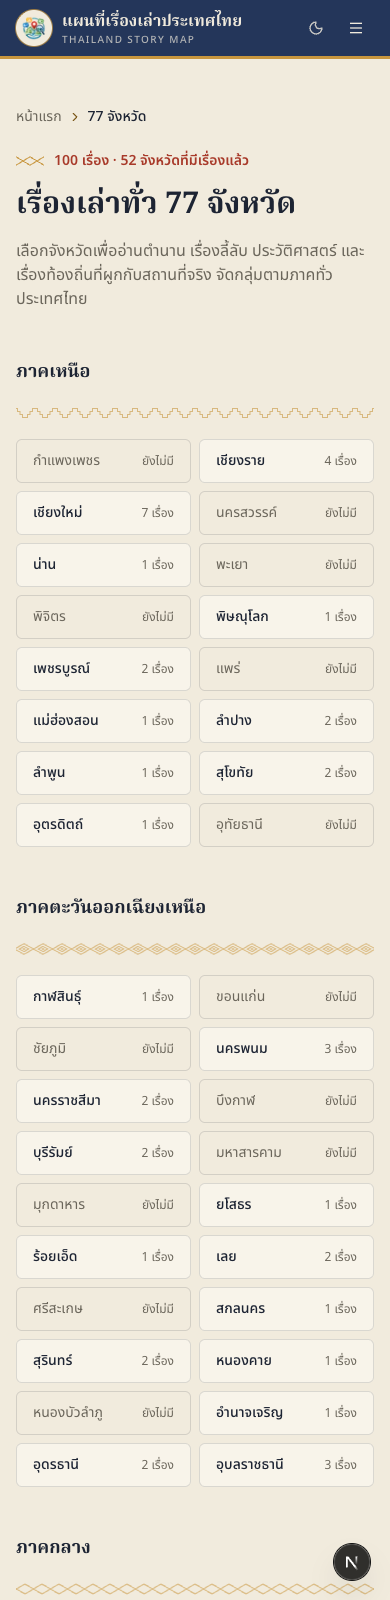 แผนที่เรื่องเล่าประเทศไทย
THAILAND STORY MAP
หน้าแรก > 77 จังหวัด
100 เรื่อง · 52 จังหวัดที่มีเรื่องแล้ว
เรื่องเล่าทั่ว 77 จังหวัด
เลือกจังหวัดเพื่ออ่านตำนาน เรื่องลี้ลับ ประวัติศาสตร์ และ
เรื่องท้องถิ่นที่ผูกกับสถานที่จริง จัดกลุ่มตามภาคทั่ว
ประเทศไทย
ภาคเหนือ
กำแพงเพชร ยังไม่มี เชียงราย 4 เรื่อง
เชียงใหม่ 7 เรื่อง นครสวรรค์ ยังไม่มี
น่าน 1 เรื่อง พะเยา ยังไม่มี
พิจิตร ยังไม่มี พิษณุโลก 1 เรื่อง
เพชรบูรณ์ 2 เรื่อง แพร่ ยังไม่มี
แม่ฮ่องสอน 1 เรื่อง ลำปาง 2 เรื่อง
ลำพูน 1 เรื่อง สุโขทัย 2 เรื่อง
อุตรดิตถ์ 1 เรื่อง อุทัยธานี ยังไม่มี
ภาคตะวันออกเฉียงเหนือ
กาฬสินธุ์ 1 เรื่อง ขอนแก่น ยังไม่มี
ชัยภูมิ ยังไม่มี นครพนม 3 เรื่อง
นครราชสีมา 2 เรื่อง บึงกาฬ ยังไม่มี
บุรีรัมย์ 2 เรื่อง มหาสารคาม ยังไม่มี
มุกดาหาร ยังไม่มี ยโสธร 1 เรื่อง
ร้อยเอ็ด 1 เรื่อง เลย 2 เรื่อง
ศรีสะเกษ ยังไม่มี สกลนคร 1 เรื่อง
สุรินทร์ 2 เรื่อง หนองคาย 1 เรื่อง
หนองบัวลำภู ยังไม่มี อำนาจเจริญ 1 เรื่อง
อุดรธานี 2 เรื่อง อุบลราชธานี 3 เรื่อง
ภาคกลาง
N